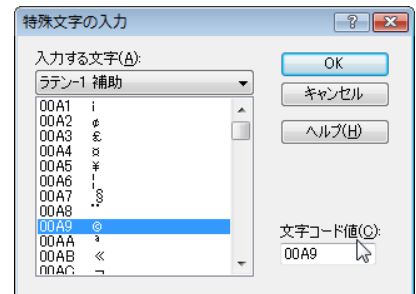 特殊文字の入力
入力する文字(A):
ラテン-1 補助
00A1 ¡
00A2 ¢
00A3 £
00A4 ¤
00A5 ¥
00A6 ¦
00A7 §
00A8 ¨
00A9 ©
00AA ª
00AB «
00AC ¬
OK
キャンセル
ヘルプ(H)
文字コード値(C):
00A9